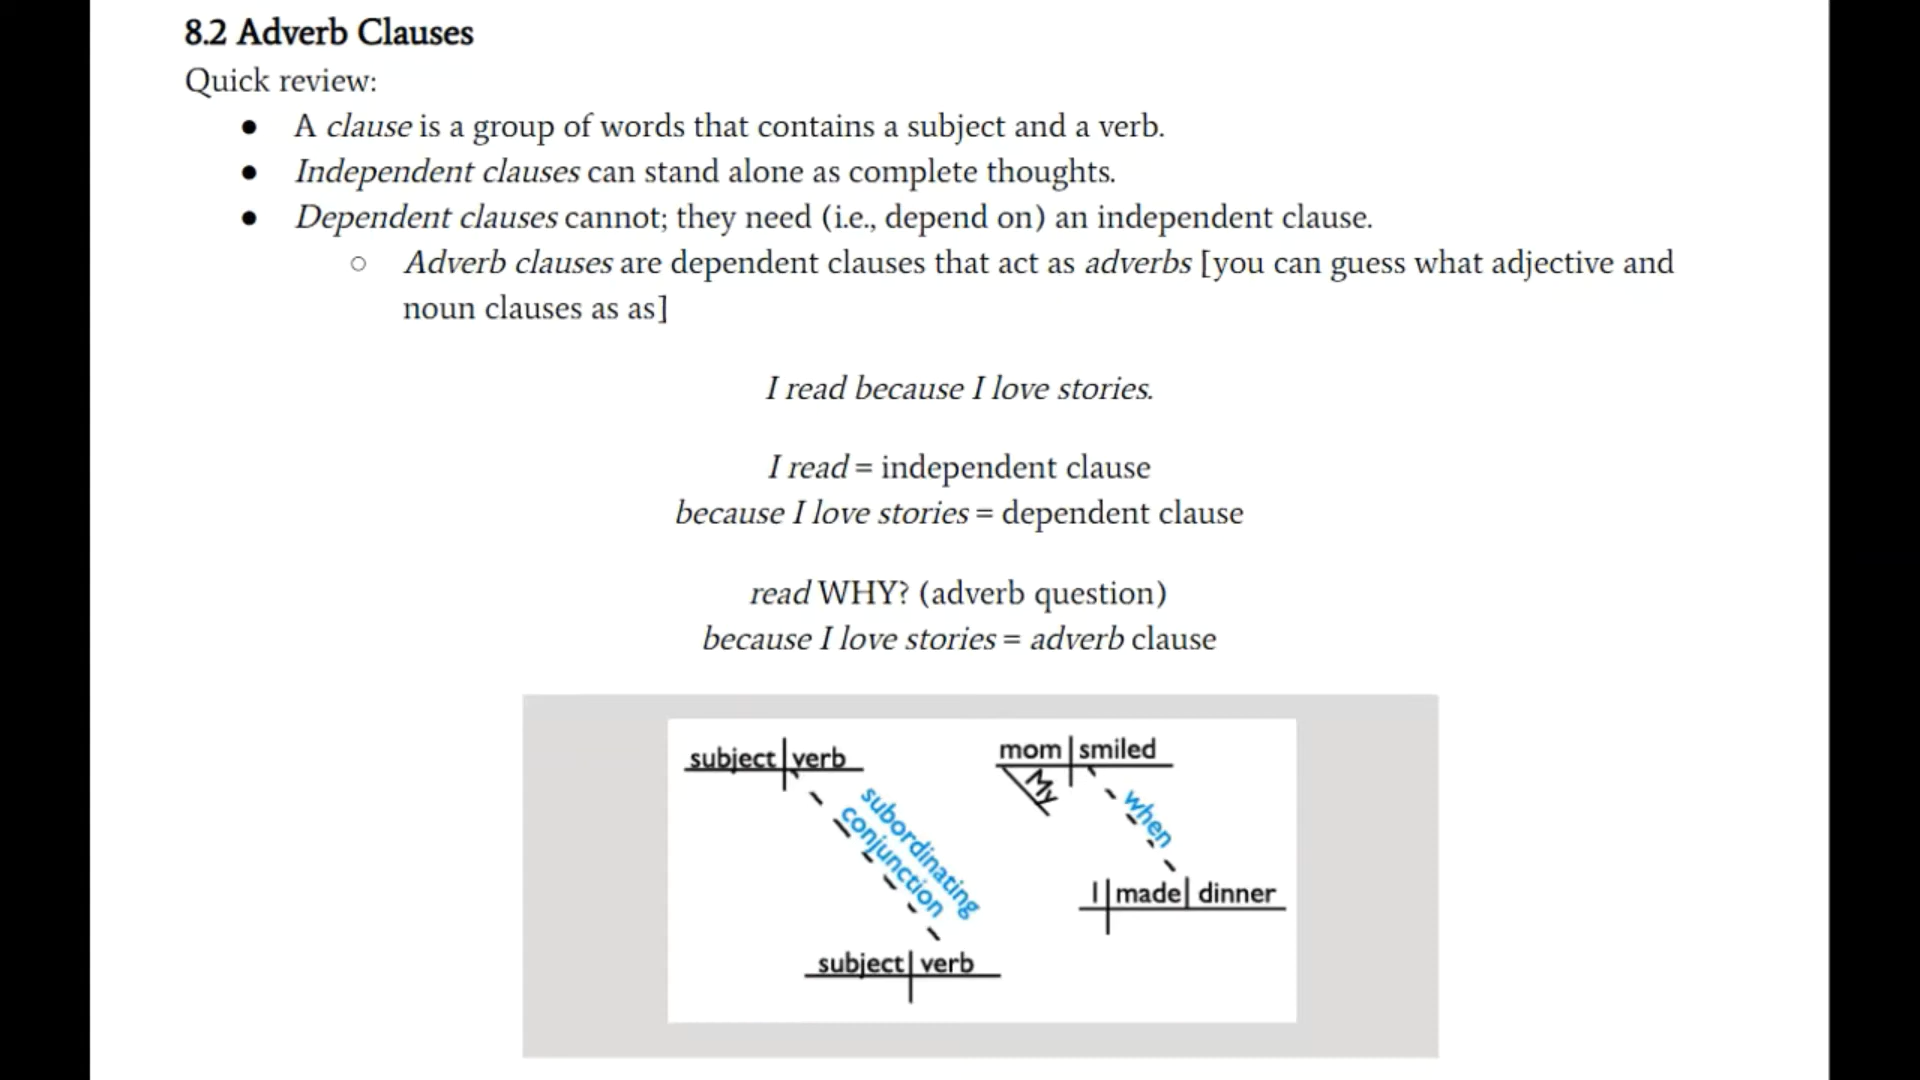 8.2 Adverb Clauses
Quick review:
● A clause is a group of words that contains a subject and a verb.
● Independent clauses can stand alone as complete thoughts.
● Dependent clauses cannot; they need (i.e., depend on) an independent clause.
○ Adverb clauses are dependent clauses that act as adverbs [you can guess what adjective and
noun clauses as as]
I read because I love stories.
I read = independent clause
because I love stories = dependent clause
read WHY? (adverb question)
because I love stories = adverb clause
subject verb
subordinating
conjunction
subject verb
mom smiled
My
when
I made dinner